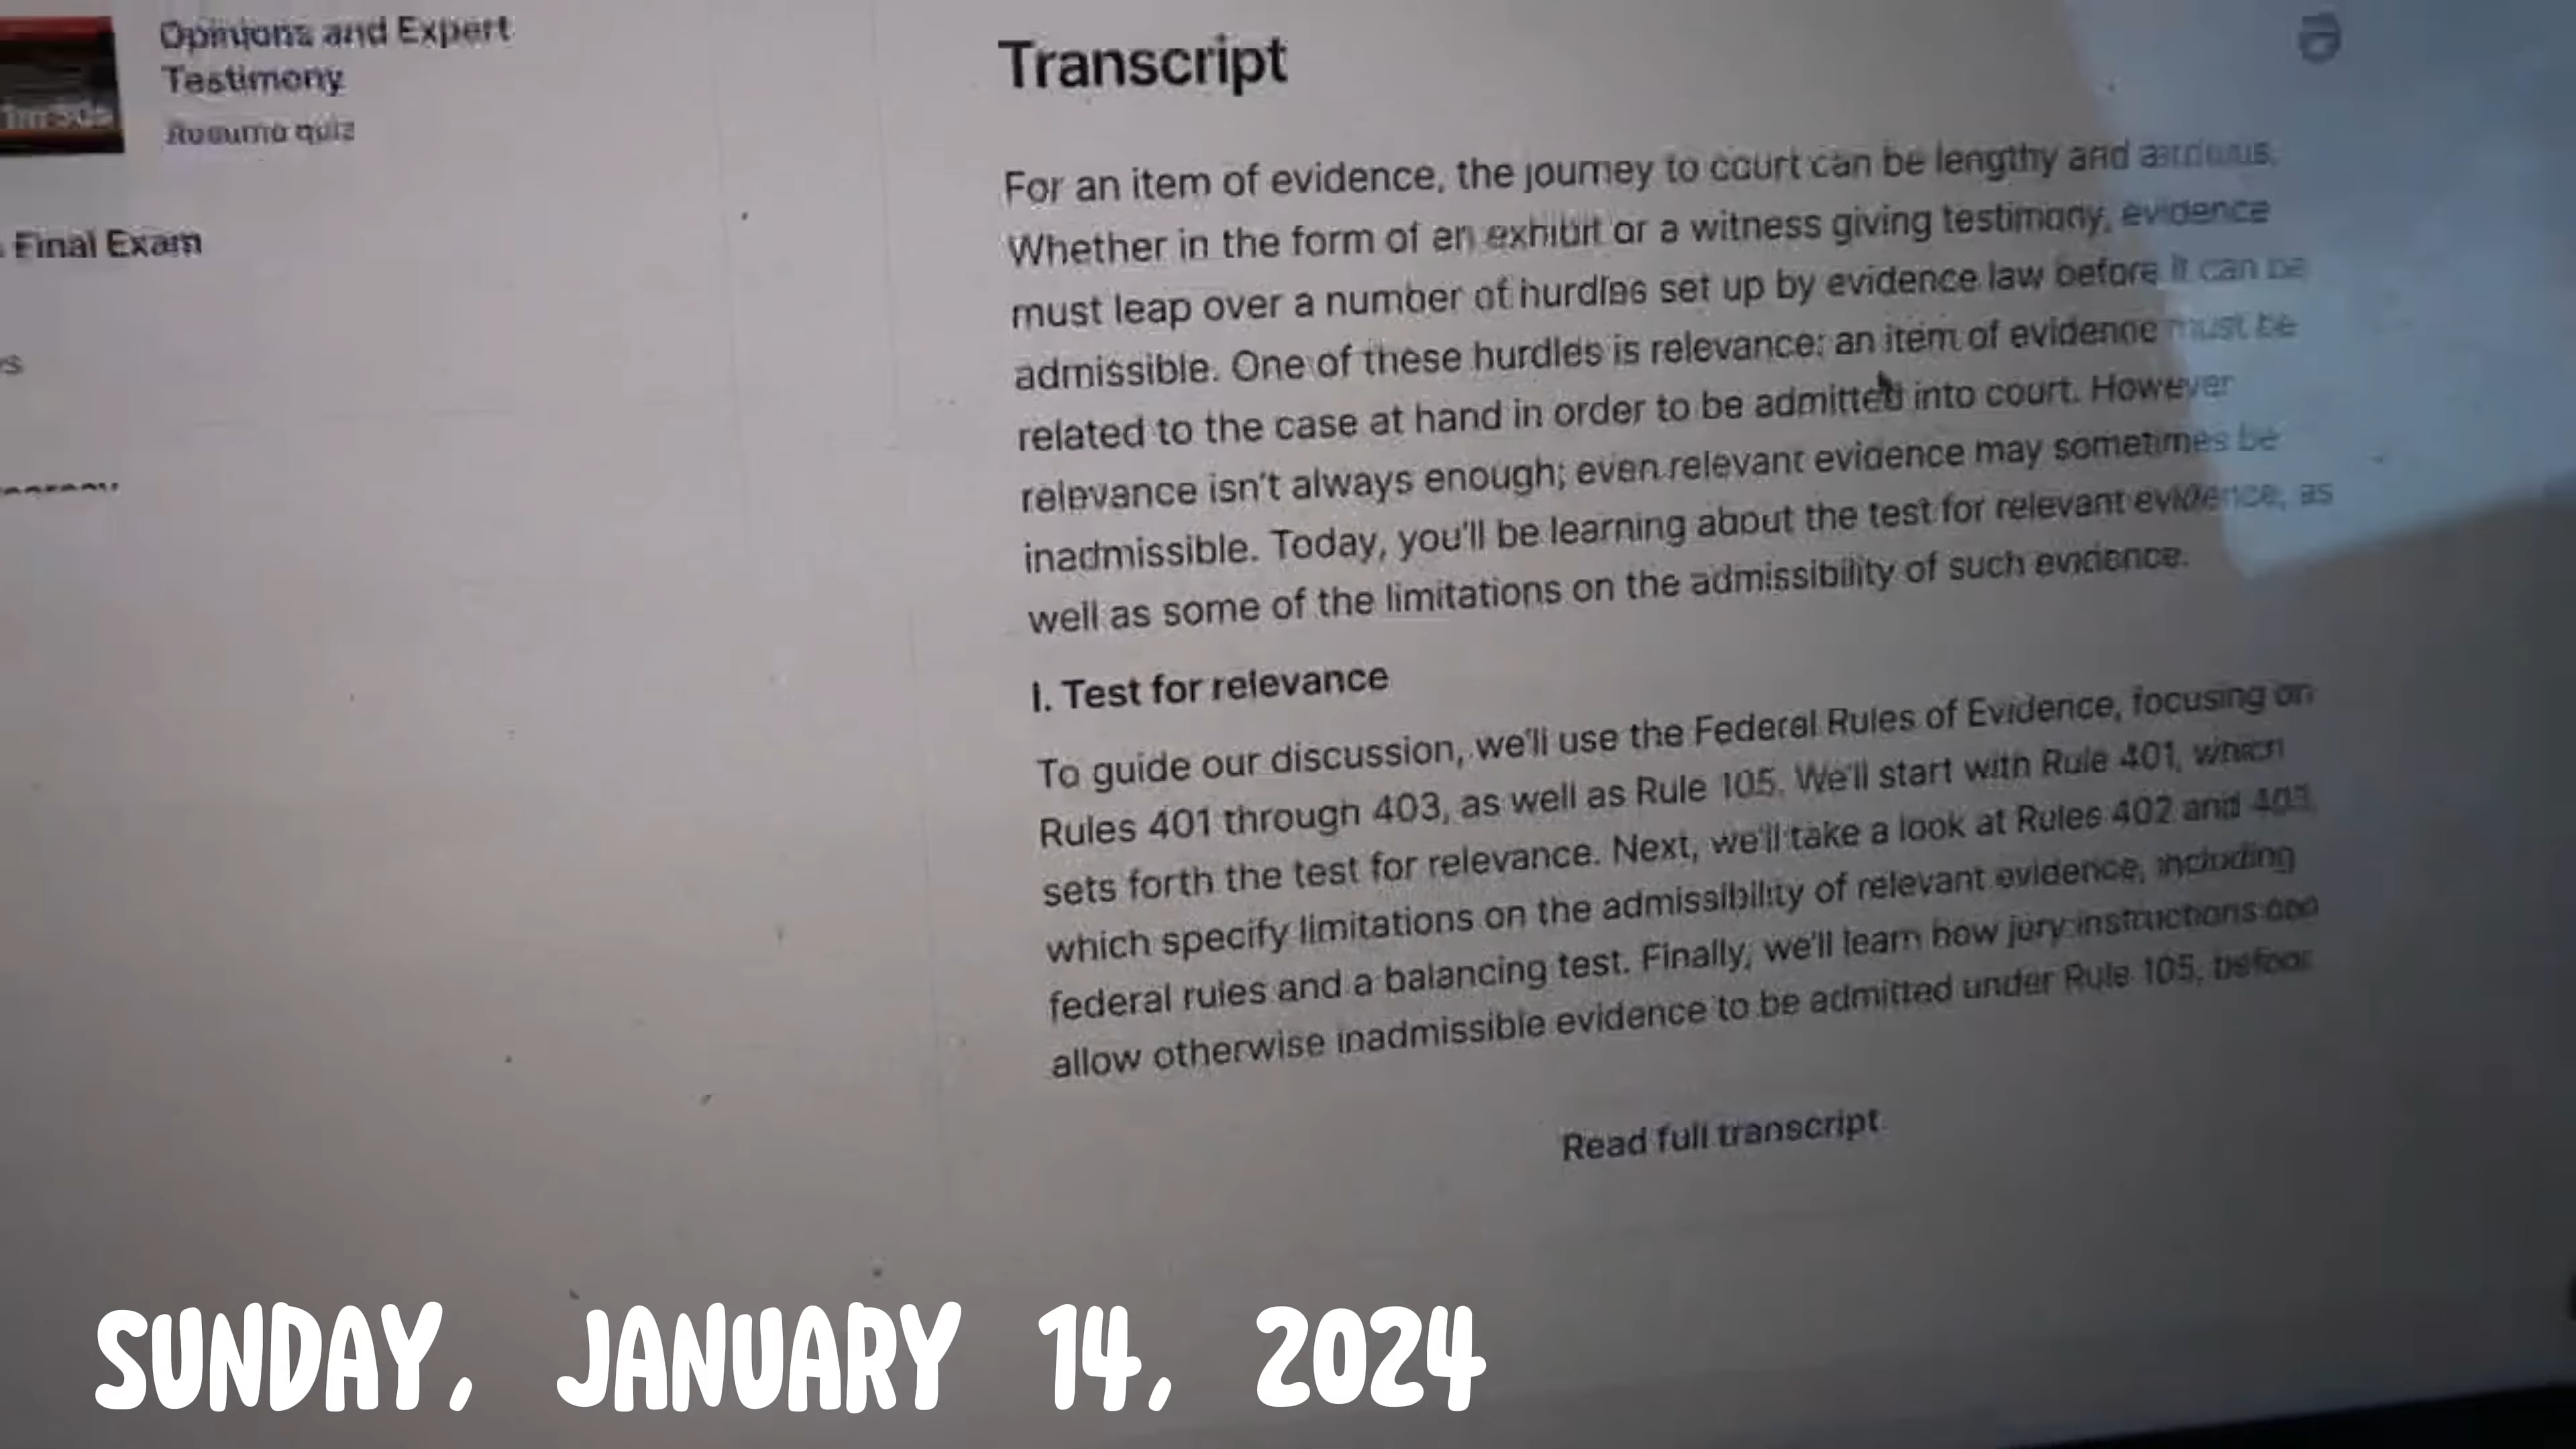 Opinions and Expert
Testimony
Resume quiz
Final Exam
Transcript
For an item of evidence, the journey to court can be lengthy and arduous.
Whether in the form of an exhibit or a witness giving testimony, evidence
must leap over a number of hurdles set up by evidence law before it can be
admissible. One of these hurdles is relevance: an item of evidence must be
related to the case at hand in order to be admitted into court. However
relevance isn't always enough; even relevant evidence may sometimes be
inadmissible. Today, you'll be learning about the test for relevant evidence, as
well as some of the limitations on the admissibility of such evidence.
I. Test for relevance
To guide our discussion, we'll use the Federal Rules of Evidence, focusing on
Rules 401 through 403, as well as Rule 105. We'll start with Rule 401, which
sets forth the test for relevance. Next, we'll take a look at Rules 402 and 403,
which specify limitations on the admissibility of relevant evidence, including
federal rules and a balancing test. Finally, we'll learn how jury instructions can
allow otherwise inadmissible evidence to be admitted under Rule 105, before
Read full transcript
SUNDAY, JANUARY 14, 2024